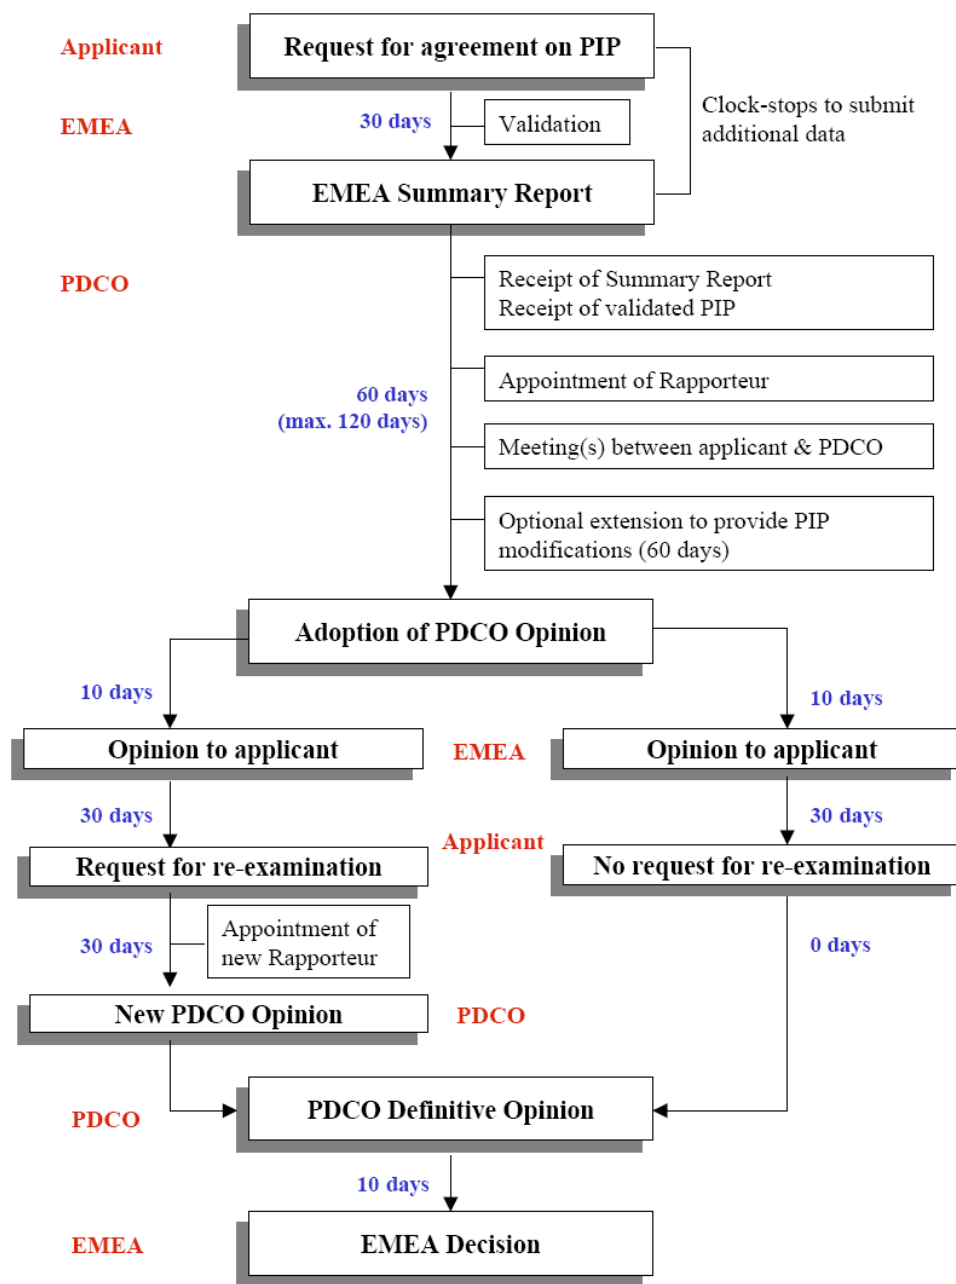 Applicant
Request for agreement on PIP
Clock-stops to submit
additional data
EMEA
30 days
Validation
EMEA Summary Report
PDCO
Receipt of Summary Report
Receipt of validated PIP
Appointment of Rapporteur
60 days
(max. 120 days)
Meeting(s) between applicant & PDCO
Optional extension to provide PIP
modifications (60 days)
Adoption of PDCO Opinion
10 days
10 days
Opinion to applicant
EMEA
Opinion to applicant
30 days
30 days
Applicant
Request for re-examination
No request for re-examination
30 days
Appointment of
new Rapporteur
0 days
New PDCO Opinion
PDCO
PDCO
PDCO Definitive Opinion
10 days
EMEA
EMEA Decision